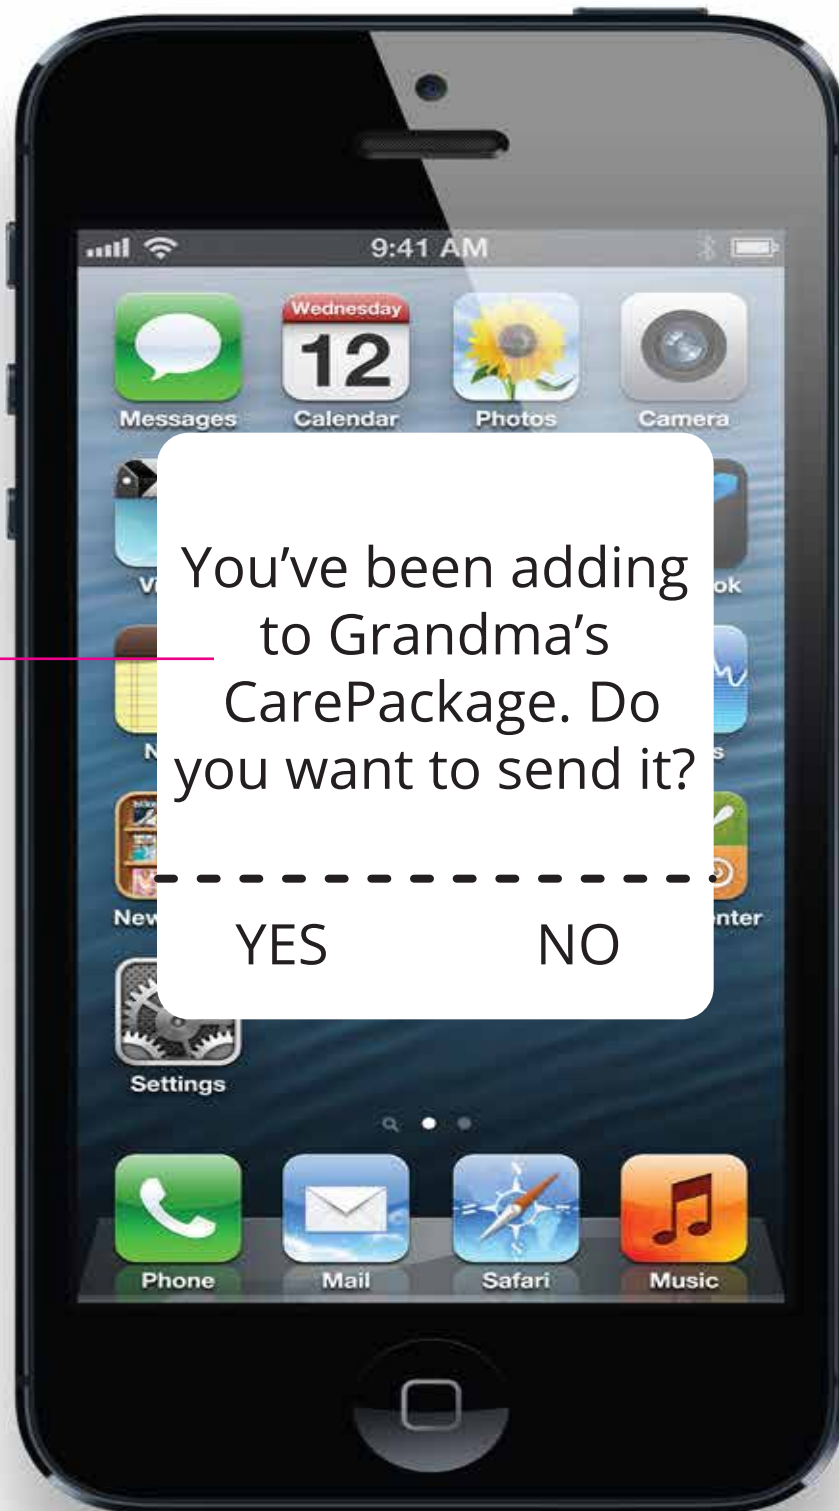 9:41 AM
Wednesday
12
Messages
Calendar
Photos
Camera
You've been adding
to Grandma's
CarePackage. Do
you want to send it?
YES
NO
Settings
Phone
Mail
Safari
Music